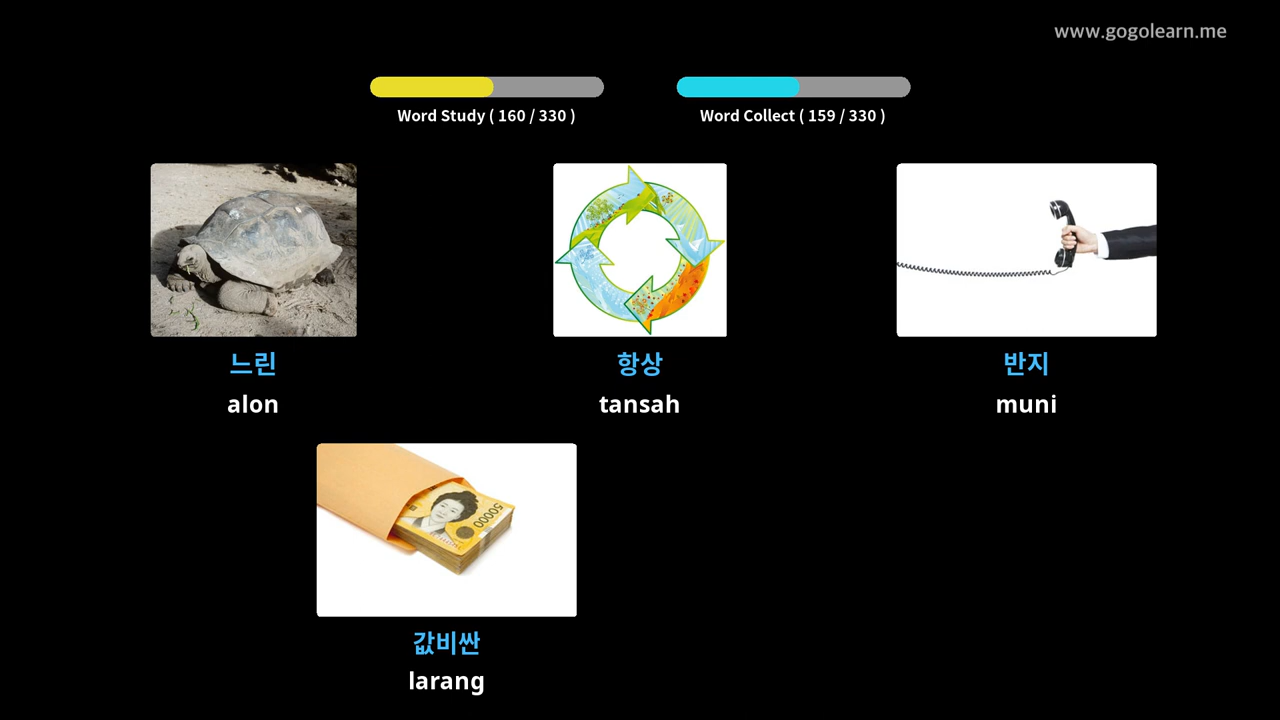 www.gogolearn.me
Word Study ( 160 / 330 )
Word Collect ( 159 / 330 )
느린
alon
항상
tansah
반지
muni
50000
값비싼
larang